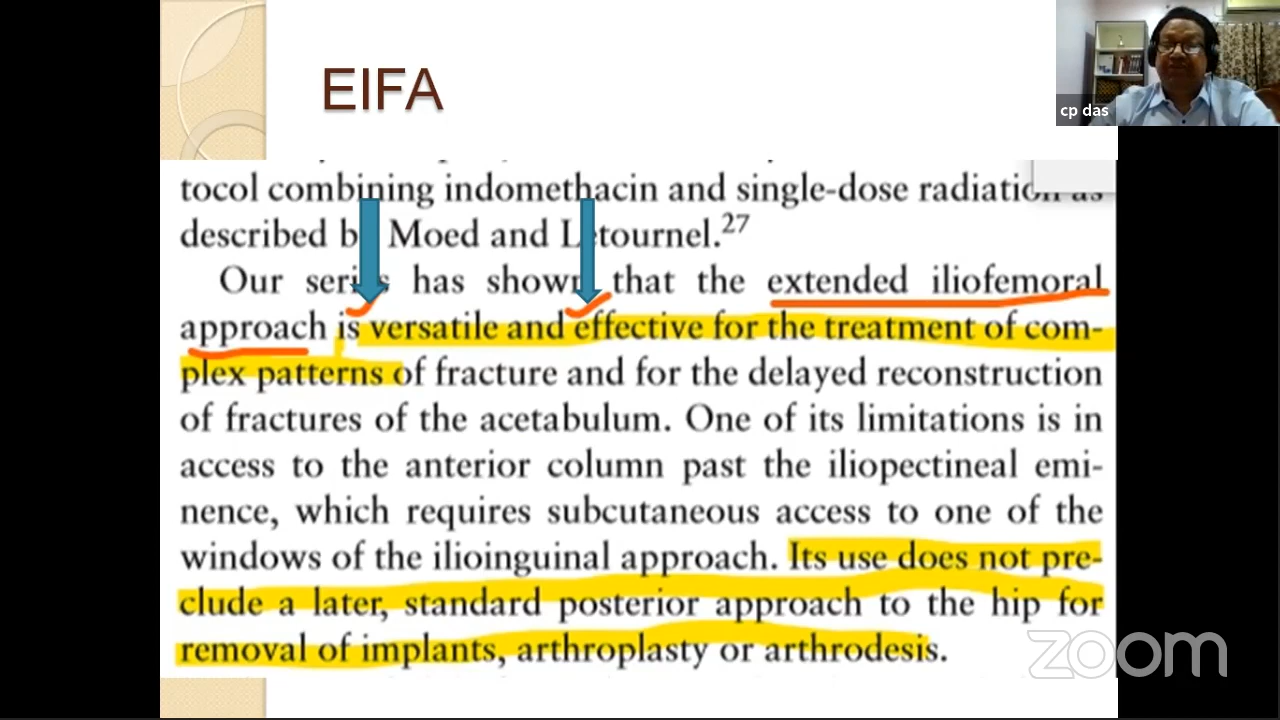 EIFA
cp das
tocol combining indomethacin and single-dose radiation as
described b Moed and L tournel.27
Our series has shown that the extended iliofemoral
approach is versatile and effective for the treatment of com-
plex patterns of fracture and for the delayed reconstruction
of fractures of the acetabulum. One of its limitations is in
access to the anterior column past the iliopectineal emi-
nence, which requires subcutaneous access to one of the
windows of the ilioinguinal approach. Its use does not pre-
clude a later, standard posterior approach to the hip for
removal of implants, arthroplasty or arthrodesis.
zoom